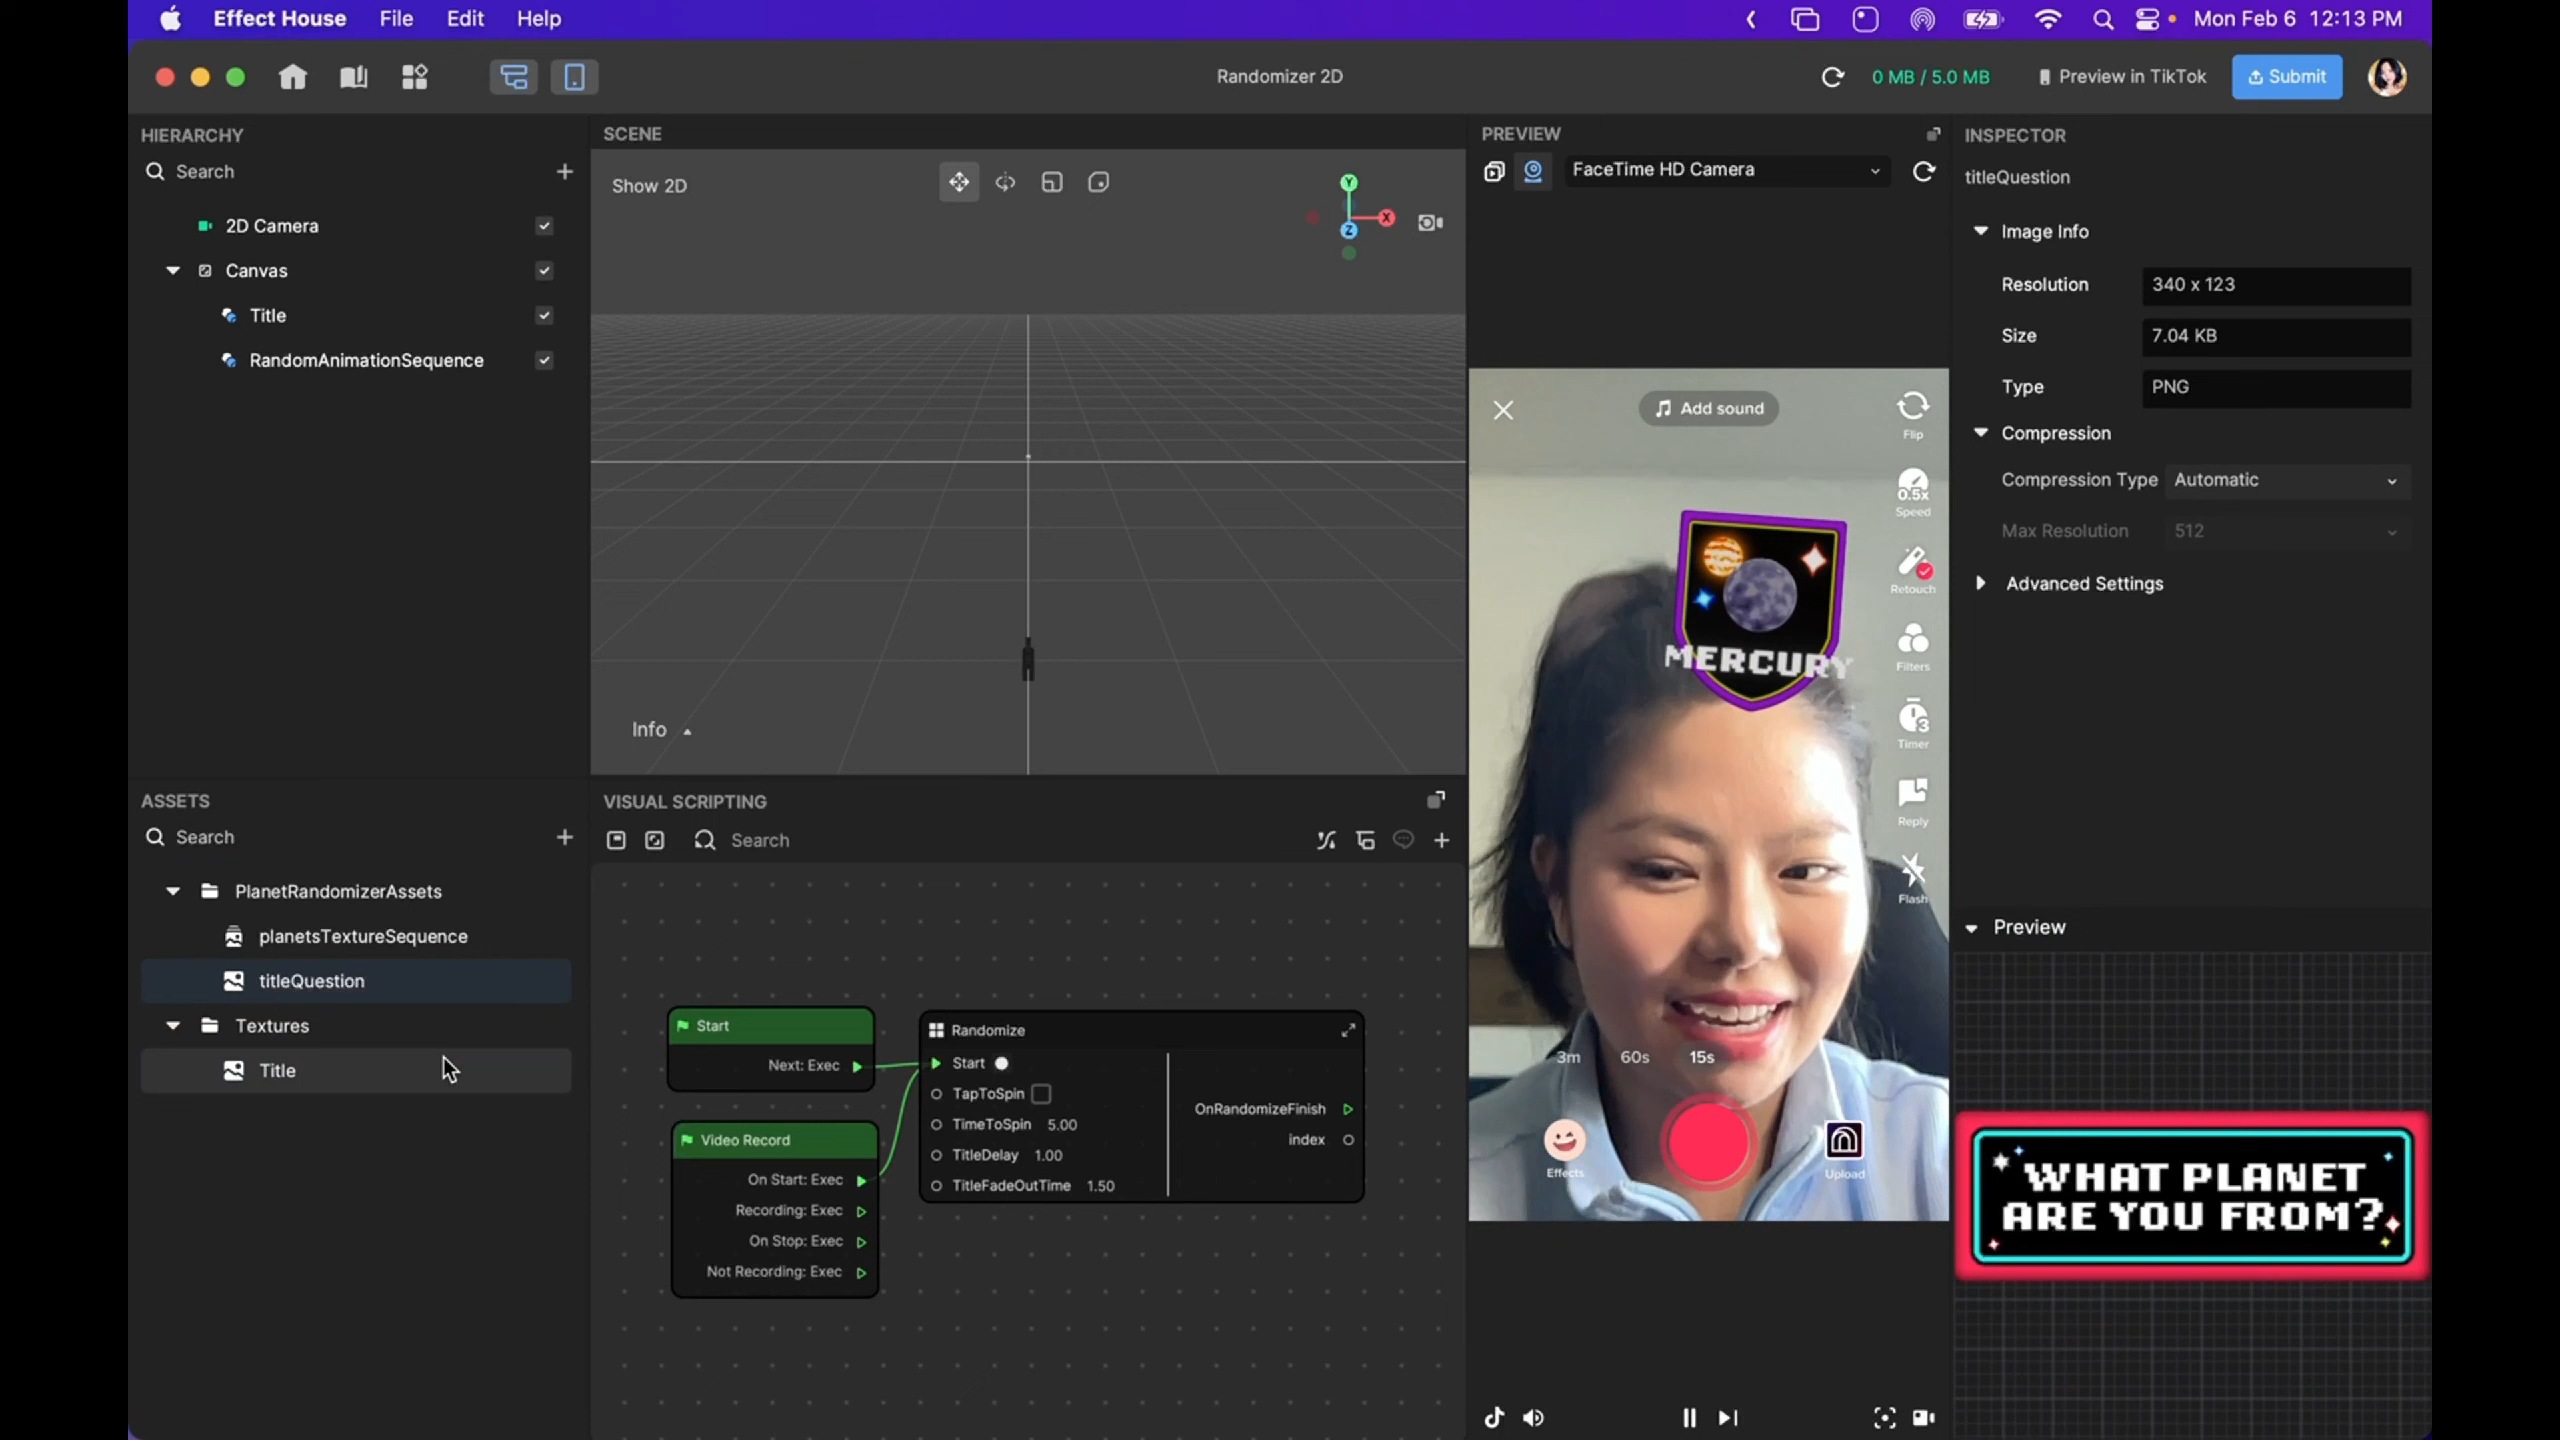 Effect House File Edit Help
Mon Feb 6 12:13 PM
Randomizer 2D
0 MB / 5.0 MB
Preview in TikTok
Submit
HIERARCHY
Search
2D Camera
Canvas
Title
RandomAnimationSequence
SCENE
Show 2D
Y
X
Z
Info
PREVIEW
FaceTime HD Camera
Add sound
Flip
0.5x
Speed
Retouch
Filters
3
Timer
Reply
Flash
MERCURY
3m 60s 15s
Effects
Upload
INSPECTOR
titleQuestion
Image Info
Resolution 340 x 123
Size 7.04 KB
Type PNG
Compression
Compression Type Automatic
Max Resolution 512
Advanced Settings
Preview
WHAT PLANET
ARE YOU FROM?
ASSETS
Search
PlanetRandomizerAssets
planetsTextureSequence
titleQuestion
Textures
Title
VISUAL SCRIPTING
Search
Start
Next: Exec
Video Record
On Start: Exec
Recording: Exec
On Stop: Exec
Not Recording: Exec
Randomize
Start
TapToSpin
TimeToSpin 5.00
TitleDelay 1.00
TitleFadeOutTime 1.50
OnRandomizeFinish
index